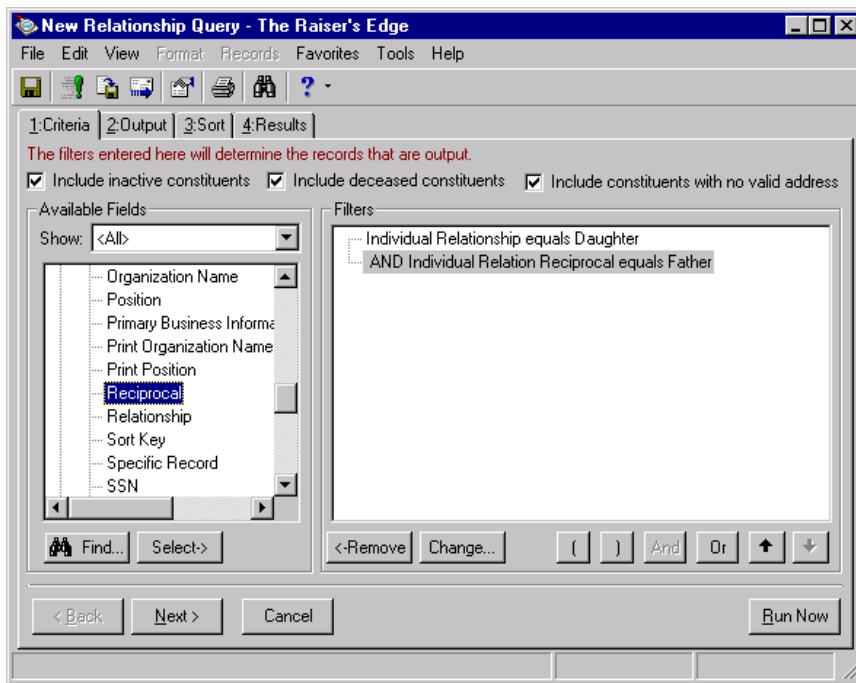 New Relationship Query - The Raiser's Edge
File Edit View Format Records Favorites Tools Help
?
1:Criteria 2:Output 3:Sort 4:Results
The filters entered here will determine the records that are output.
Include inactive constituents Include deceased constituents Include constituents with no valid address
Available Fields
Show: <All>
Organization Name
Position
Primary Business Informa
Print Organization Name
Print Position
Reciprocal
Relationship
Sort Key
Specific Record
SSN
Find... Select->
Filters
Individual Relationship equals Daughter
AND Individual Relation Reciprocal equals Father
<-Remove Change... ( ) And Or
< Back Next > Cancel Run Now